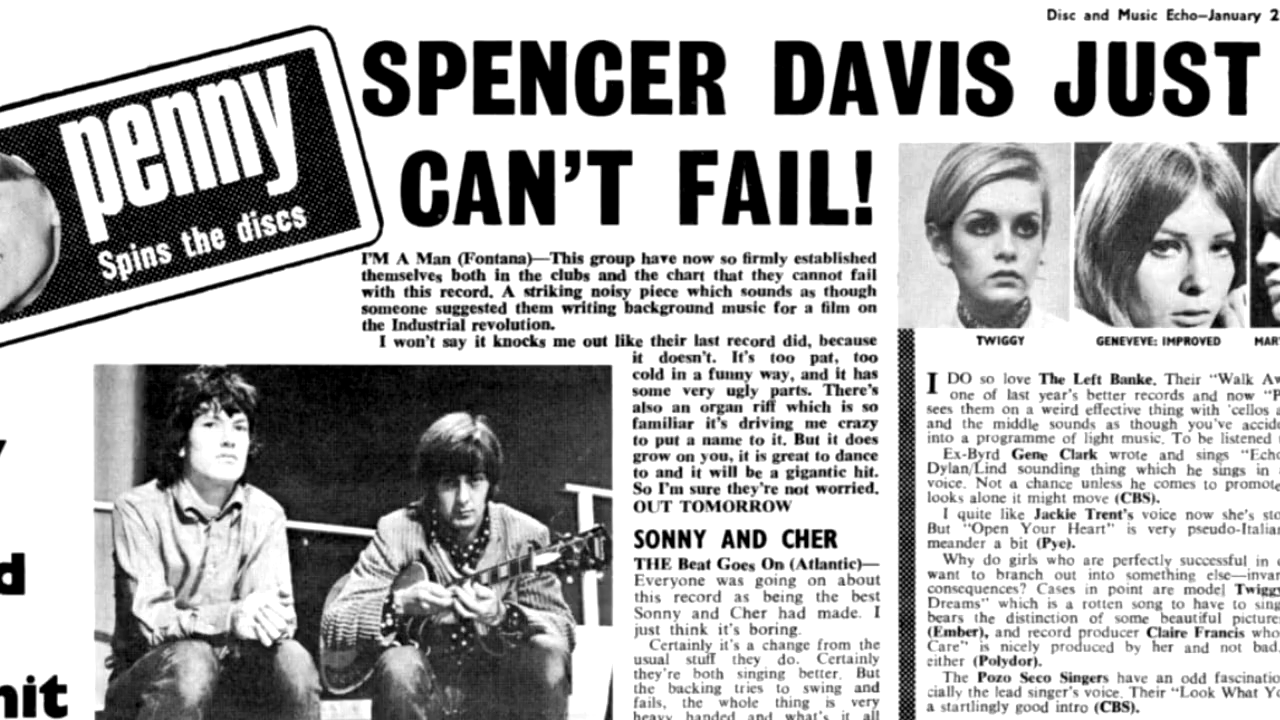 Disc and Music Echo—January 2
penny
Spins the discs
SPENCER DAVIS JUST
CAN'T FAIL!
I'M A Man (Fontana)—This group have now so firmly established
themselves both in the clubs and the chart that they cannot fail
with this record. A striking noisy piece which sounds as though
someone suggested them writing background music for a film on
the Industrial revolution.
I won't say it knocks me out like their last record did, because
it doesn't. It's too pat, too
cold in a funny way, and it has
some very ugly parts. There's
also an organ riff which is so
familiar it's driving me crazy
to put a name to it. But it does
grow on you, it is great to dance
to and it will be a gigantic hit.
So I'm sure they're not worried.
OUT TOMORROW
SONNY AND CHER
THE Beat Goes On (Atlantic)—
Everyone was going on about
this record as being the best
Sonny and Cher had made. I
just think it's boring.
Certainly it's a change from the
usual stuff they do. Certainly
they're both singing better. But
the backing tries to swing and
fails, the whole thing is very
heavy handed and what's it all
TWIGGY
GENEVEVE: IMPROVED
MAR
I DO so love The Left Banke. Their "Walk Aw
one of last year's better records and now "P
sees them on a weird effective thing with 'cellos a
and the middle sounds as though you've accide
into a programme of light music. To be listened
Ex-Byrd Gene Clark wrote and sings "Echo
Dylan/Lind sounding thing which he sings in
voice. Not a chance unless he comes to promote
looks alone it might move (CBS).
I quite like Jackie Trent's voice now she's sto
But "Open Your Heart" is very pseudo-Italian
meander a bit (Pye).
Why do girls who are perfectly successful in
want to branch out into something else—invar
consequences? Cases in point are model Twiggy
Dreams" which is a rotten song to have to sing
bears the distinction of some beautiful picture
(Ember), and record producer Claire Francis who
Care" is nicely produced by her and not bad,
either (Polydor).
The Pozo Seco Singers have an odd fascinatio
cially the lead singer's voice. Their "Look What Yo
a startlingly good intro (CBS).
y
d
hit